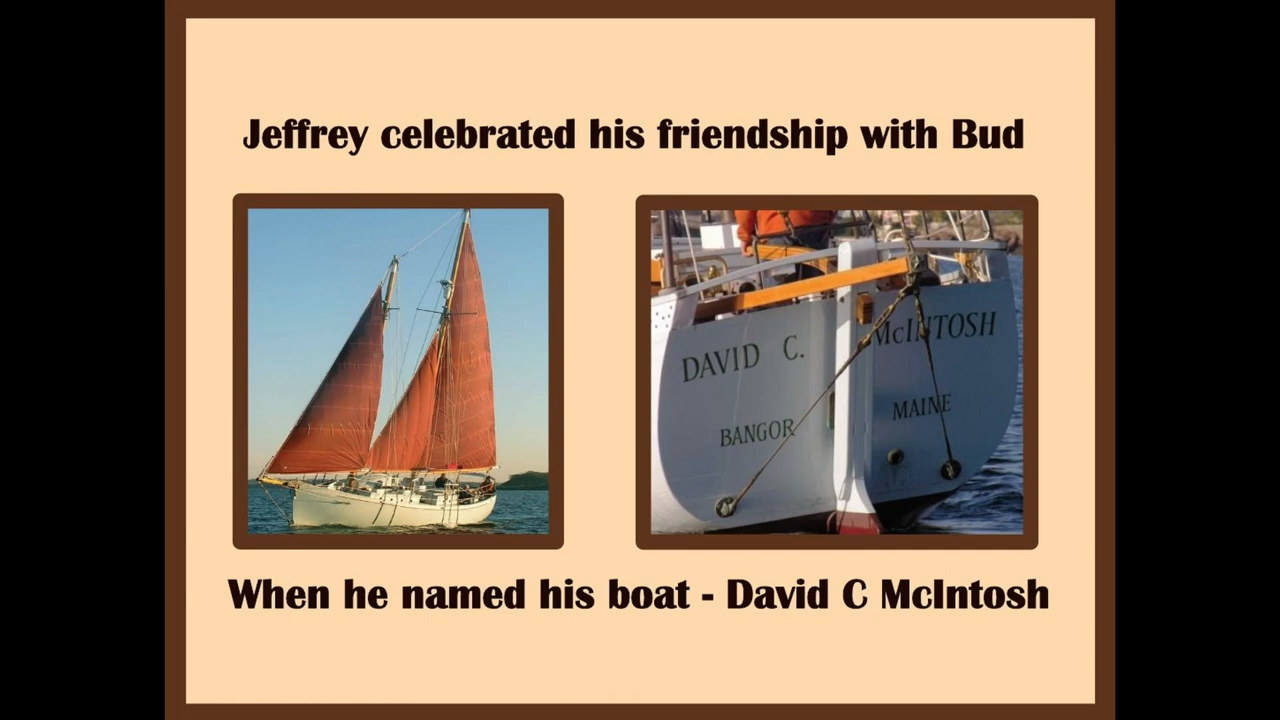 Jeffrey celebrated his friendship with Bud
DAVID C. McINTOSH
BANGOR MAINE
When he named his boat - David C McIntosh